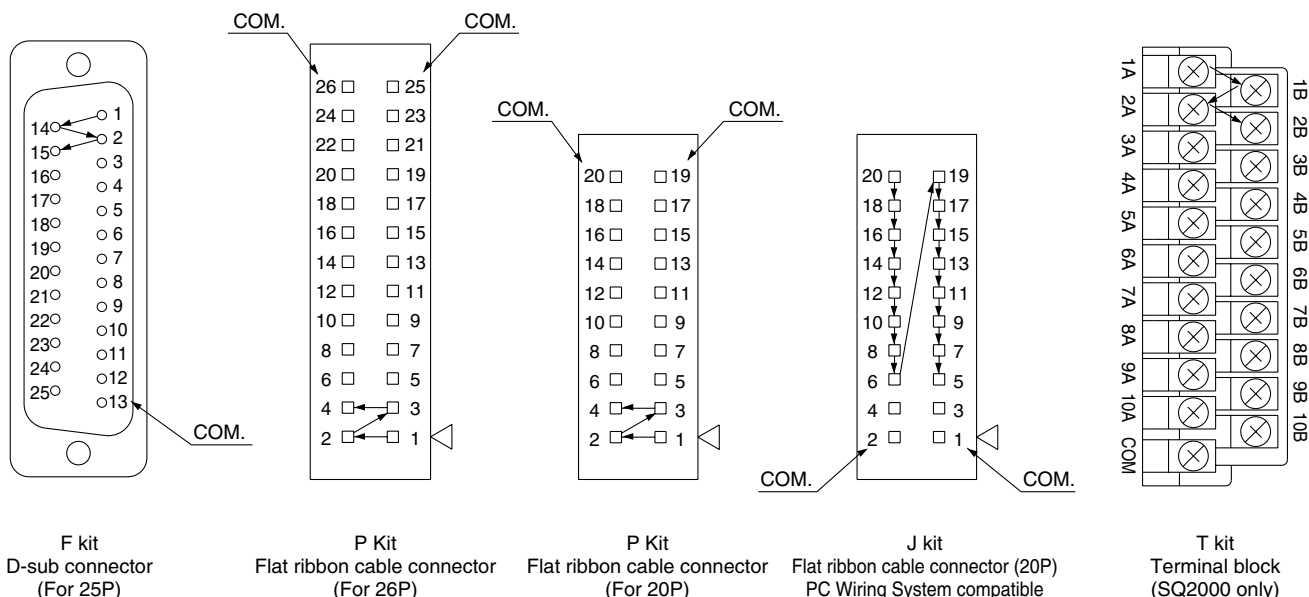 COM.
1
14
2
15
3
16
4
17
5
18
6
19
7
20
8
21
9
22
10
23
11
24
12
25
13
COM.
F kit
D-sub connector
(For 25P)
COM. COM.
26 25
24 23
22 21
20 19
18 17
16 15
14 13
12 11
10 9
8 7
6 5
4 3
2 1
P Kit
Flat ribbon cable connector
(For 26P)
COM. COM.
20 19
18 17
16 15
14 13
12 11
10 9
8 7
6 5
4 3
2 1
P Kit
Flat ribbon cable connector
(For 20P)
20 19
18 17
16 15
14 13
12 11
10 9
8 7
6 5
4 3
2 1
COM. COM.
J kit
Flat ribbon cable connector (20P)
PC Wiring System compatible
1A 1B
2A 2B
3A 3B
4A 4B
5A 5B
6A 6B
7A 7B
8A 8B
9A 9B
10A 10B
COM
T kit
Terminal block
(SQ2000 only)